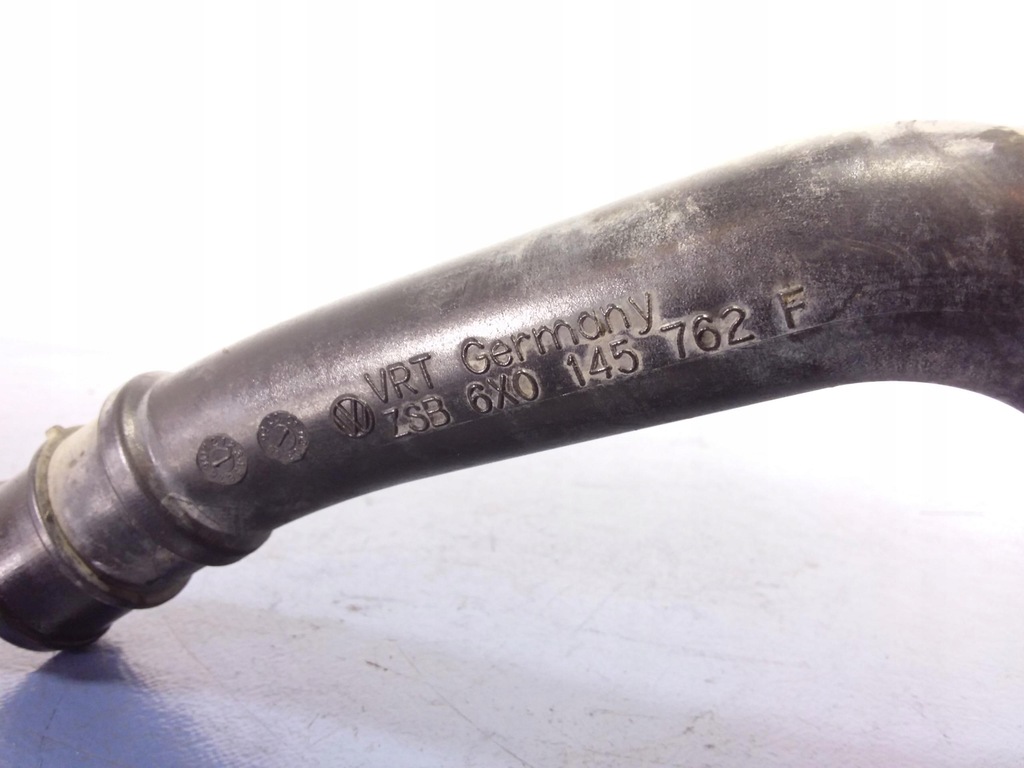 VRT Germany
ZSB 6X0 145 762 F